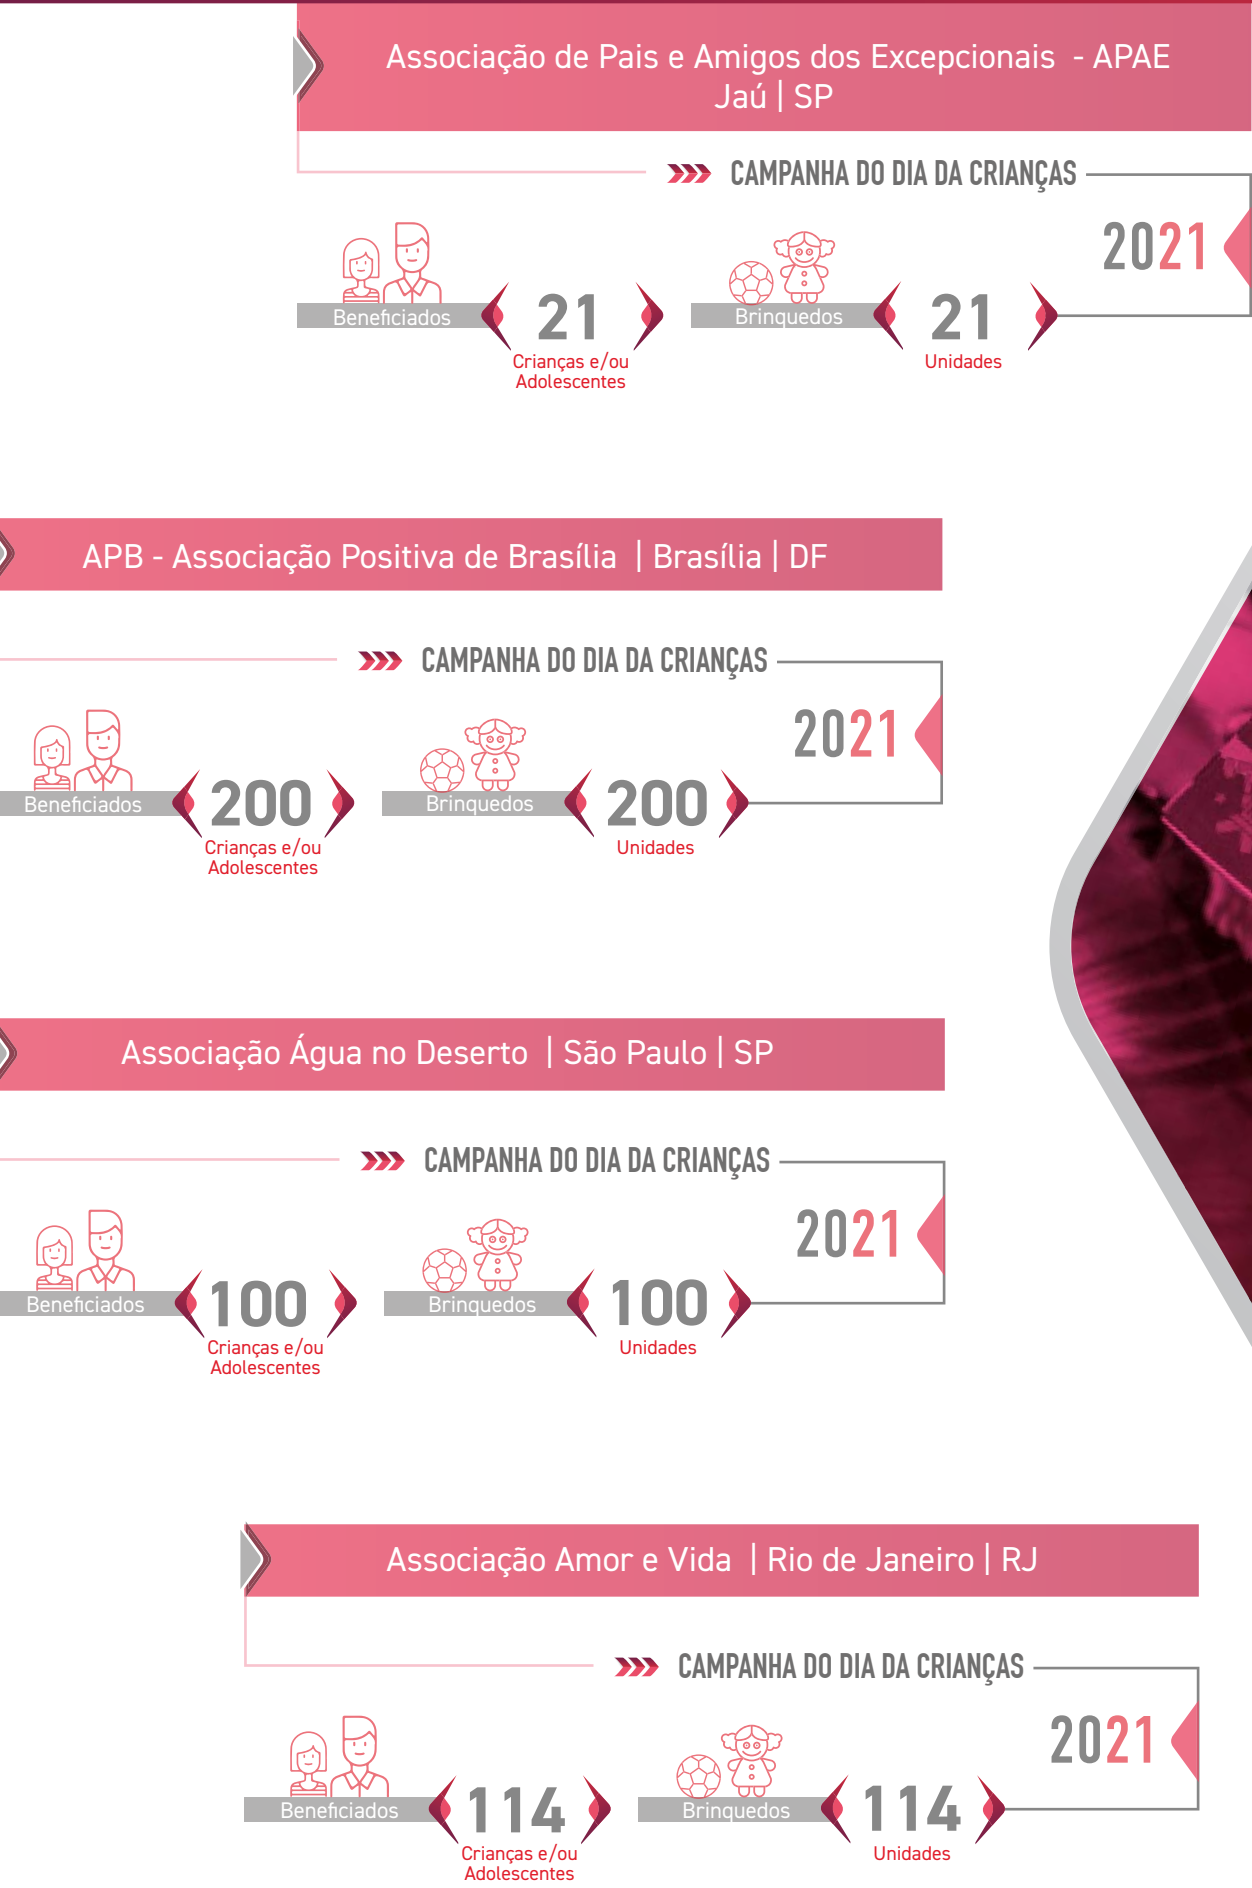 Associação de Pais e Amigos dos Excepcionais - APAE
Jaú | SP
CAMPANHA DO DIA DA CRIANÇAS
2021
Beneficiados
21
Crianças e/ou
Adolescentes
Brinquedos
21
Unidades
APB - Associação Positiva de Brasília | Brasília | DF
CAMPANHA DO DIA DA CRIANÇAS
2021
Beneficiados
200
Crianças e/ou
Adolescentes
Brinquedos
200
Unidades
Associação Água no Deserto | São Paulo | SP
CAMPANHA DO DIA DA CRIANÇAS
2021
Beneficiados
100
Crianças e/ou
Adolescentes
Brinquedos
100
Unidades
Associação Amor e Vida | Rio de Janeiro | RJ
CAMPANHA DO DIA DA CRIANÇAS
2021
Beneficiados
114
Crianças e/ou
Adolescentes
Brinquedos
114
Unidades